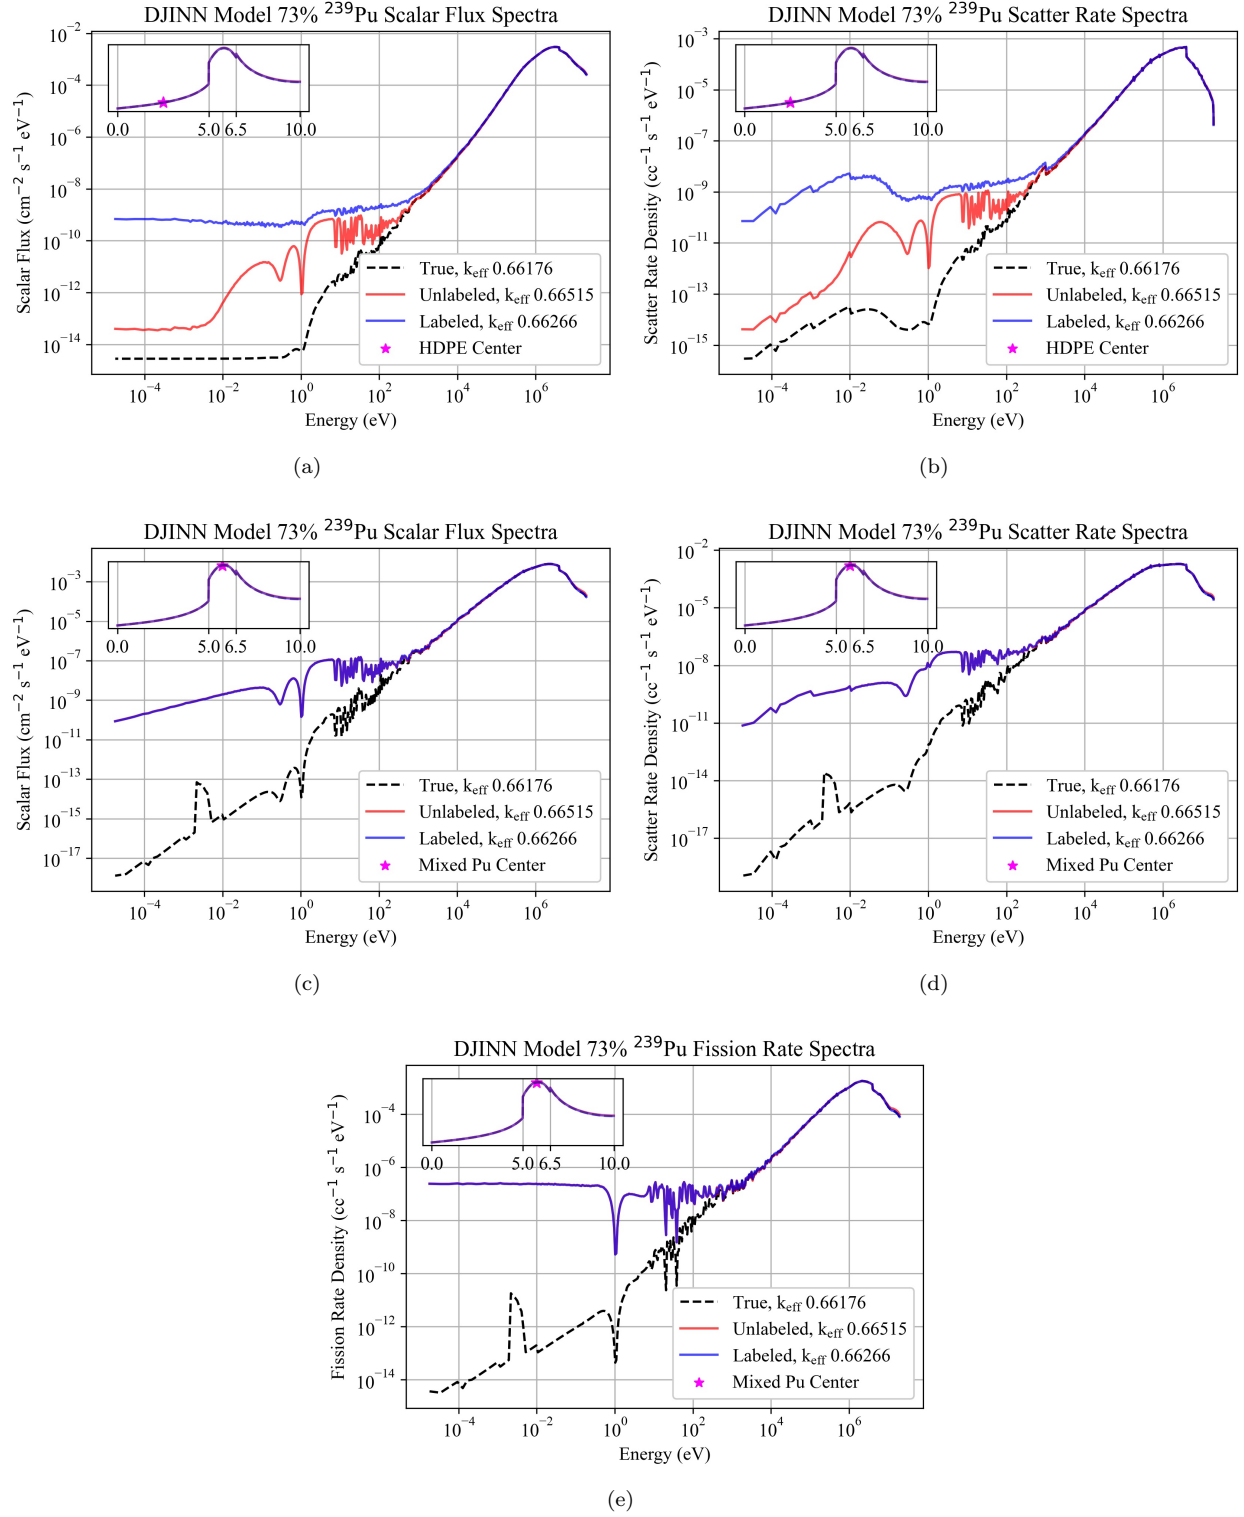 DJINN Model 73% ²³⁹Pu Scalar Flux Spectra
Scalar Flux (cm⁻² s⁻¹ eV⁻¹)
10⁻²
10⁻⁴
10⁻⁶
10⁻⁸
10⁻¹⁰
10⁻¹²
10⁻¹⁴
0.0 5.0 6.5 10.0
True, k_eff 0.66176
Unlabeled, k_eff 0.66515
Labeled, k_eff 0.66266
HDPE Center
10⁻⁴ 10⁻² 10⁰ 10² 10⁴ 10⁶
Energy (eV)
(a)
DJINN Model 73% ²³⁹Pu Scatter Rate Spectra
Scatter Rate Density (cc⁻¹ s⁻¹ eV⁻¹)
10⁻³
10⁻⁵
10⁻⁷
10⁻⁹
10⁻¹¹
10⁻¹³
10⁻¹⁵
0.0 5.0 6.5 10.0
True, k_eff 0.66176
Unlabeled, k_eff 0.66515
Labeled, k_eff 0.66266
HDPE Center
10⁻⁴ 10⁻² 10⁰ 10² 10⁴ 10⁶
Energy (eV)
(b)
DJINN Model 73% ²³⁹Pu Scalar Flux Spectra
Scalar Flux (cm⁻² s⁻¹ eV⁻¹)
10⁻³
10⁻⁵
10⁻⁷
10⁻⁹
10⁻¹¹
10⁻¹³
10⁻¹⁵
10⁻¹⁷
0.0 5.0 6.5 10.0
True, k_eff 0.66176
Unlabeled, k_eff 0.66515
Labeled, k_eff 0.66266
Mixed Pu Center
10⁻⁴ 10⁻² 10⁰ 10² 10⁴ 10⁶
Energy (eV)
(c)
DJINN Model 73% ²³⁹Pu Scatter Rate Spectra
Scatter Rate Density (cc⁻¹ s⁻¹ eV⁻¹)
10⁻²
10⁻⁵
10⁻⁸
10⁻¹¹
10⁻¹⁴
10⁻¹⁷
0.0 5.0 6.5 10.0
True, k_eff 0.66176
Unlabeled, k_eff 0.66515
Labeled, k_eff 0.66266
Mixed Pu Center
10⁻⁴ 10⁻² 10⁰ 10² 10⁴ 10⁶
Energy (eV)
(d)
DJINN Model 73% ²³⁹Pu Fission Rate Spectra
Fission Rate Density (cc⁻¹ s⁻¹ eV⁻¹)
10⁻⁴
10⁻⁶
10⁻⁸
10⁻¹⁰
10⁻¹²
10⁻¹⁴
0.0 5.0 6.5 10.0
True, k_eff 0.66176
Unlabeled, k_eff 0.66515
Labeled, k_eff 0.66266
Mixed Pu Center
10⁻⁴ 10⁻² 10⁰ 10² 10⁴ 10⁶
Energy (eV)
(e)